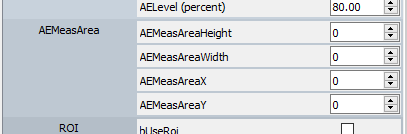 AELevel (percent) 80.00
AEMeasArea AEMeasAreaHeight 0
AEMeasAreaWidth 0
AEMeasAreaX 0
AEMeasAreaY 0
ROI bUseRoi